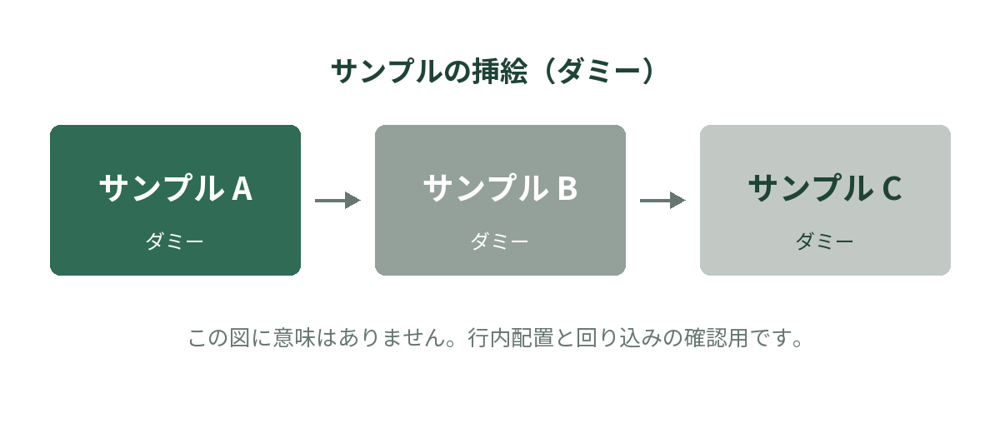 サンプルの挿絵（ダミー）
サンプル A
ダミー
サンプル B
ダミー
サンプル C
ダミー
この図に意味はありません。行内配置と回り込みの確認用です。